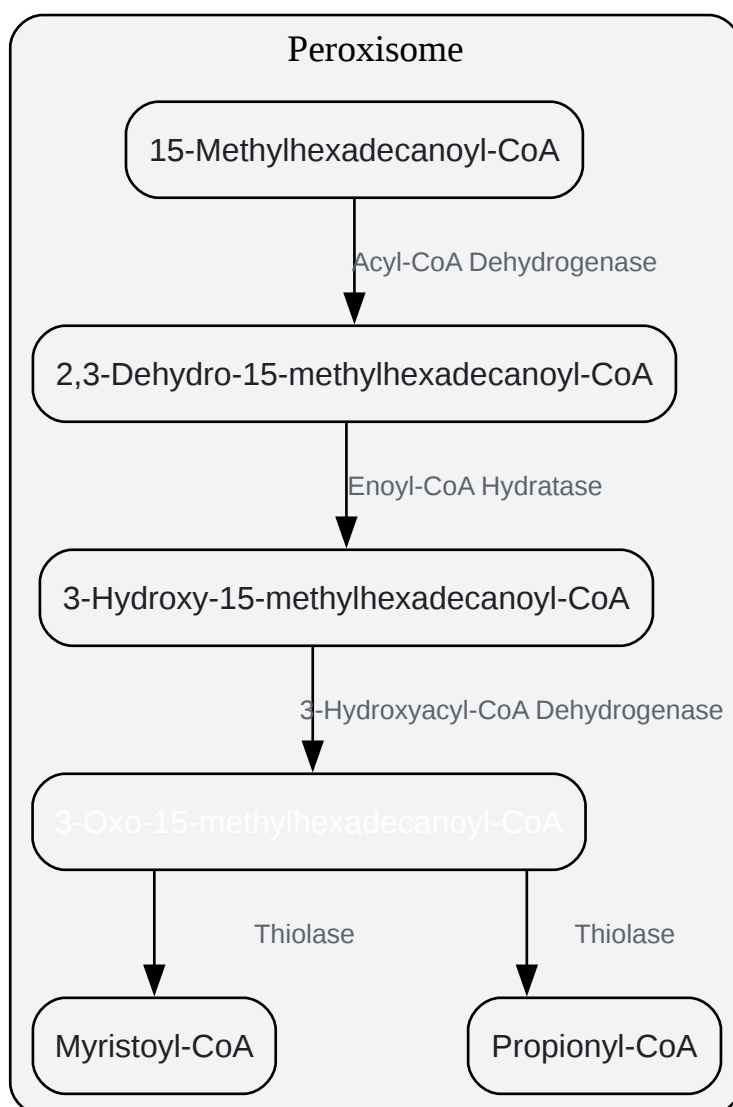 Peroxisome
15-Methylhexadecanoyl-CoA
Acyl-CoA Dehydrogenase
2,3-Dehydro-15-methylhexadecanoyl-CoA
Enoyl-CoA Hydratase
3-Hydroxy-15-methylhexadecanoyl-CoA
3-Hydroxyacyl-CoA Dehydrogenase
3-Oxo-15-methylhexadecanoyl-CoA
Thiolase
Thiolase
Myristoyl-CoA
Propionyl-CoA